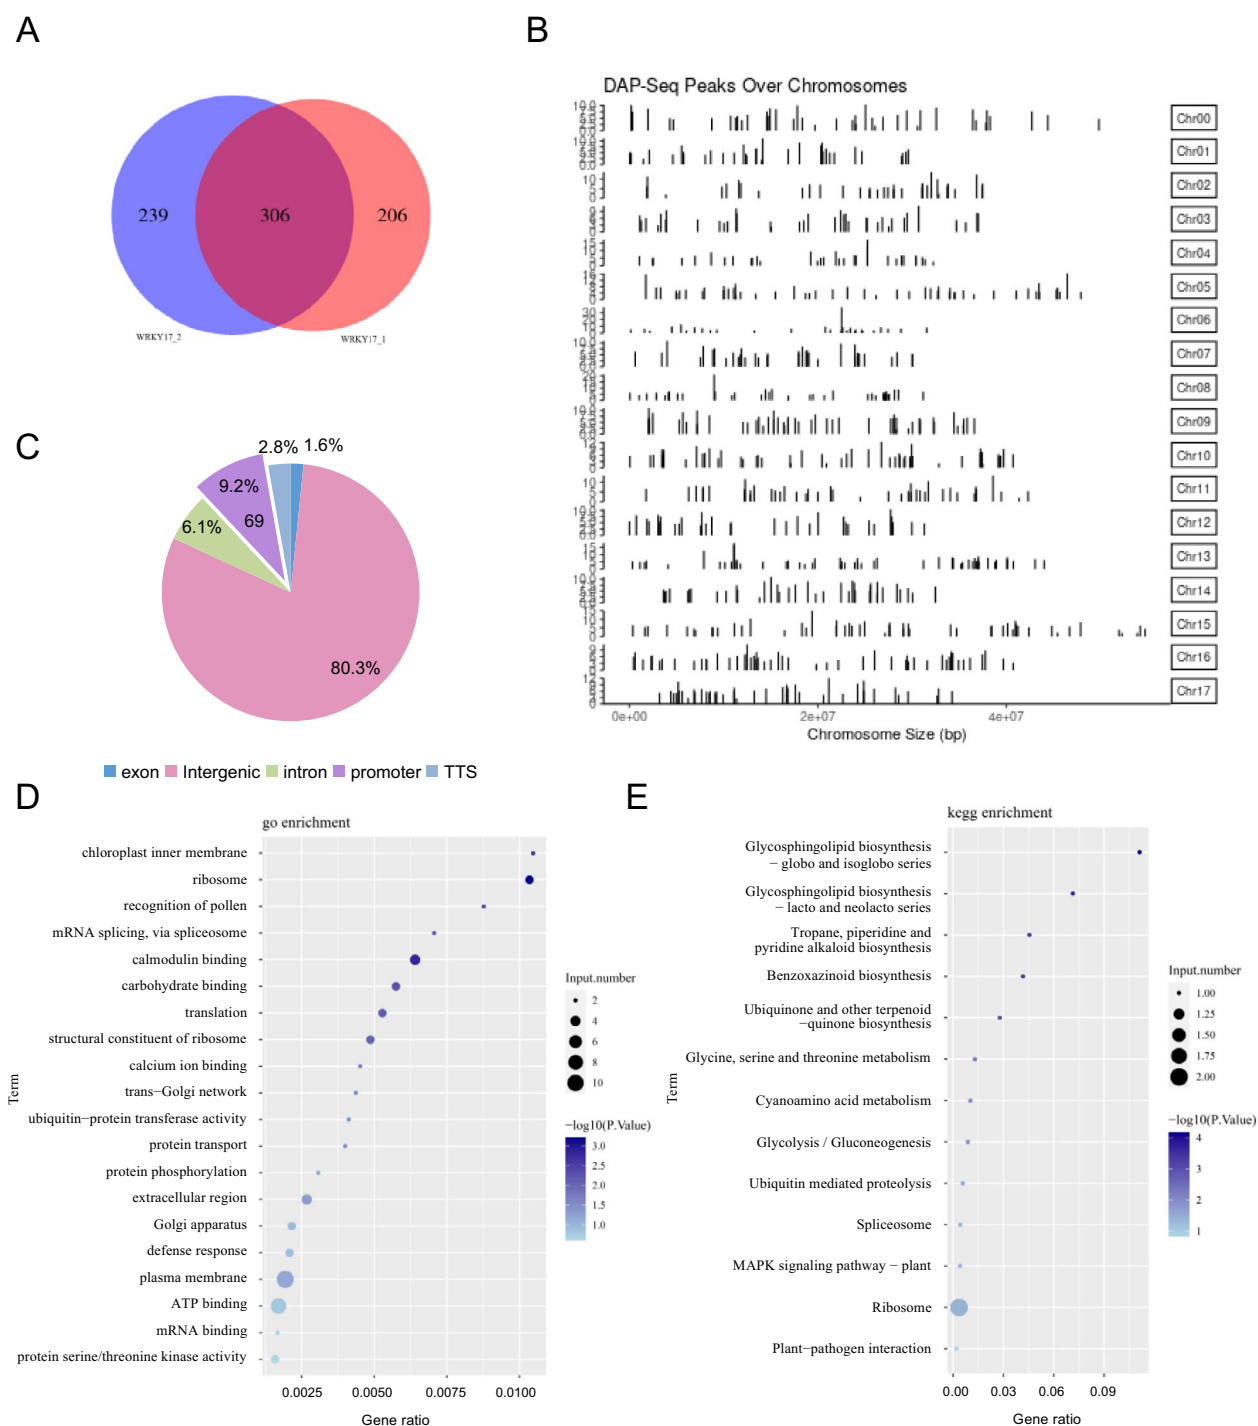 A
239
306
206
WRKY17_2
WRKY17_1
B
DAP-Seq Peaks Over Chromosomes
Chr00
Chr01
Chr02
Chr03
Chr04
Chr05
Chr06
Chr07
Chr08
Chr09
Chr10
Chr11
Chr12
Chr13
Chr14
Chr15
Chr16
Chr17
0e+00
2e+07
4e+07
Chromosome Size (bp)
C
2.8%
1.6%
9.2%
69
6.1%
80.3%
exon
Intergenic
intron
promoter
TTS
D
go enrichment
Term
chloroplast inner membrane
ribosome
recognition of pollen
mRNA splicing, via spliceosome
calmodulin binding
carbohydrate binding
translation
structural constituent of ribosome
calcium ion binding
trans−Golgi network
ubiquitin−protein transferase activity
protein transport
protein phosphorylation
extracellular region
Golgi apparatus
defense response
plasma membrane
ATP binding
mRNA binding
protein serine/threonine kinase activity
0.0025
0.0050
0.0075
0.0100
Gene ratio
Input.number
2
4
6
8
10
−log10(P.Value)
3.0
2.5
2.0
1.5
1.0
E
kegg enrichment
Term
Glycosphingolipid biosynthesis
− globo and isoglobo series
Glycosphingolipid biosynthesis
− lacto and neolacto series
Tropane, piperidine and
pyridine alkaloid biosynthesis
Benzoxazinoid biosynthesis
Ubiquinone and other terpenoid
−quinone biosynthesis
Glycine, serine and threonine metabolism
Cyanoamino acid metabolism
Glycolysis / Gluconeogenesis
Ubiquitin mediated proteolysis
Spliceosome
MAPK signaling pathway − plant
Ribosome
Plant−pathogen interaction
0.00
0.03
0.06
0.09
Gene ratio
Input.number
1.00
1.25
1.50
1.75
2.00
−log10(P.Value)
4
3
2
1